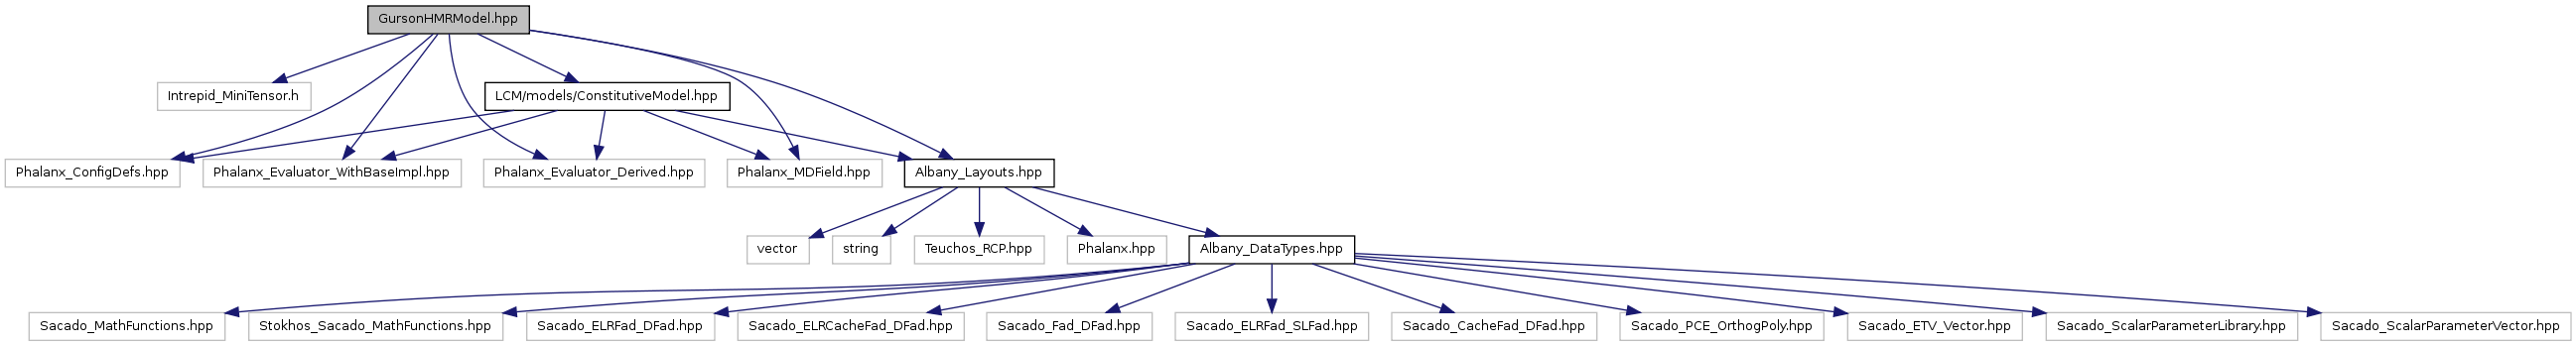 GursonHMRModel.hpp
Intrepid_MiniTensor.h
LCM/models/ConstitutiveModel.hpp
Phalanx_ConfigDefs.hpp
Phalanx_Evaluator_WithBaseImpl.hpp
Phalanx_Evaluator_Derived.hpp
Phalanx_MDField.hpp
Albany_Layouts.hpp
vector
string
Teuchos_RCP.hpp
Phalanx.hpp
Albany_DataTypes.hpp
Sacado_MathFunctions.hpp
Stokhos_Sacado_MathFunctions.hpp
Sacado_ELRFad_DFad.hpp
Sacado_ELRCacheFad_DFad.hpp
Sacado_Fad_DFad.hpp
Sacado_ELRFad_SLFad.hpp
Sacado_CacheFad_DFad.hpp
Sacado_PCE_OrthogPoly.hpp
Sacado_ETV_Vector.hpp
Sacado_ScalarParameterLibrary.hpp
Sacado_ScalarParameterVector.hpp